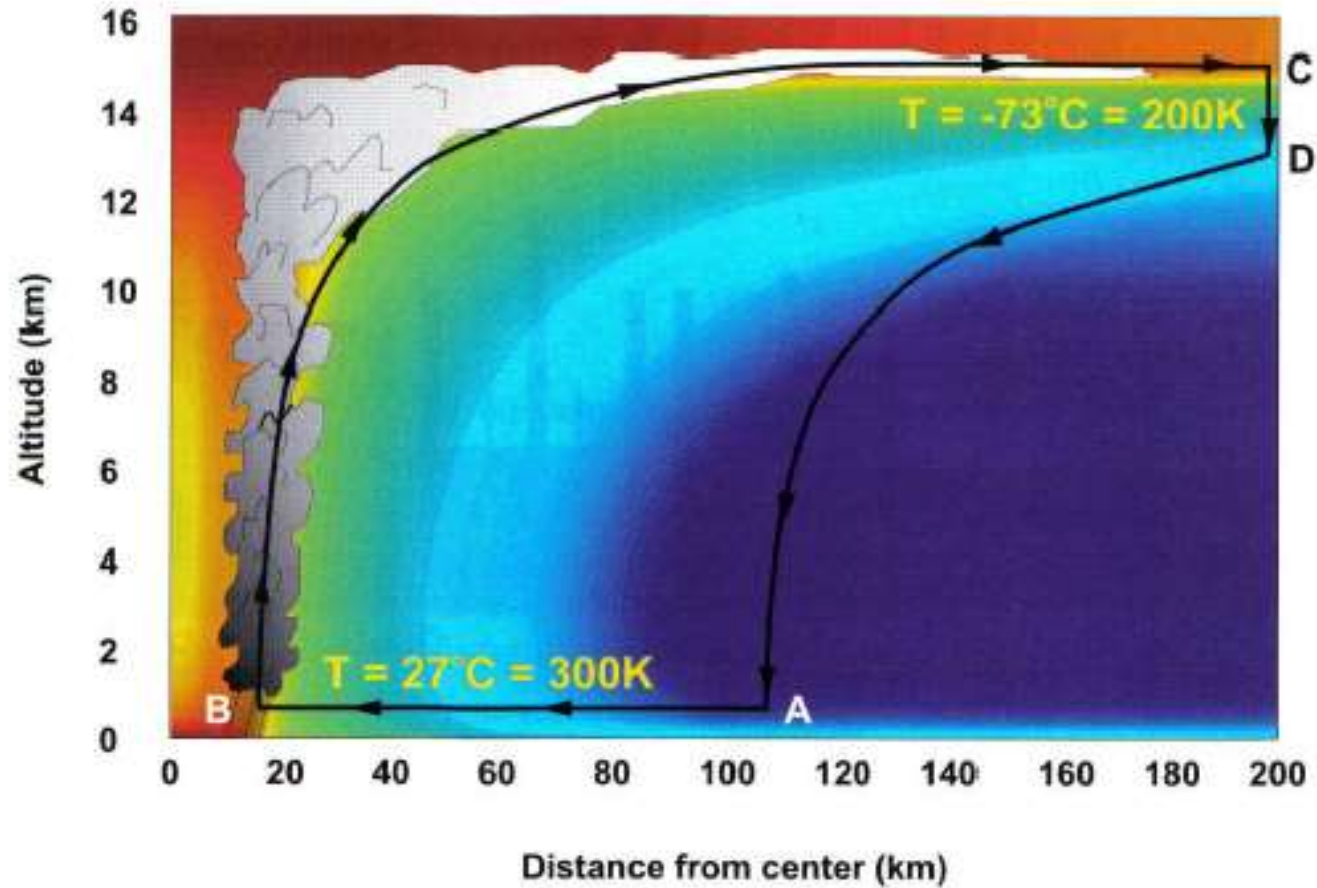 16
14
12
10
8
6
4
2
0
Altitude (km)
C
T = -73°C = 200K
D
T = 27°C = 300K
B
A
0 20 40 60 80 100 120 140 160 180 200
Distance from center (km)